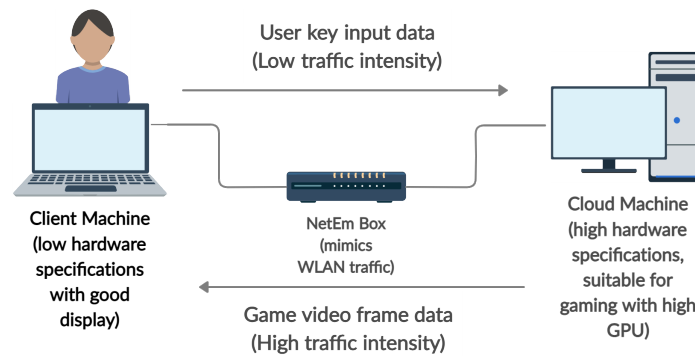 User key input data
(Low traffic intensity)
Client Machine
(low hardware
specifications
with good
display)
NetEm Box
(mimics
WLAN traffic)
Cloud Machine
(high hardware
specifications,
suitable for
gaming with high
GPU)
Game video frame data
(High traffic intensity)